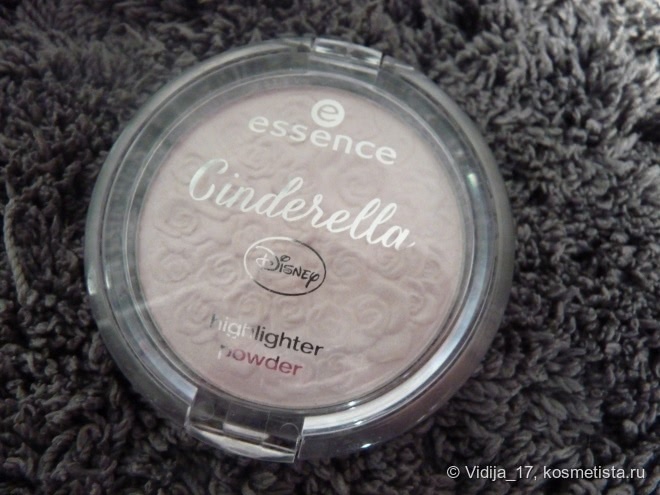 e
essence
Cinderella
Disney
highlighter
powder
© Vidija_17, kosmetista.ru